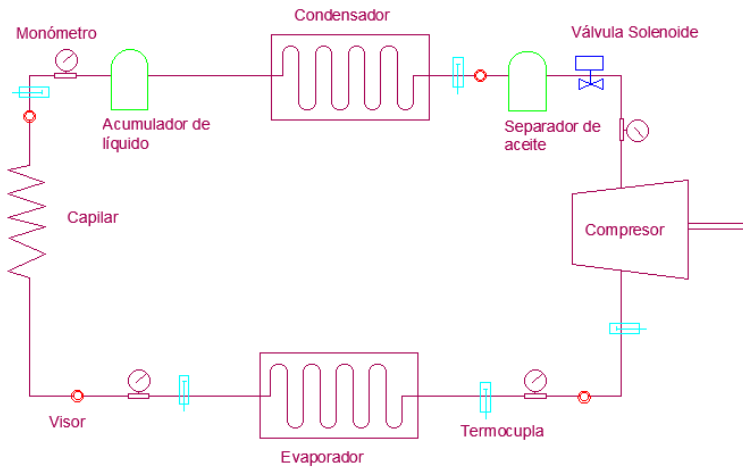 Condensador
Monómetro
Válvula Solenoide
Acumulador de
líquido
Separador de
aceite
Capilar
Compresor
Visor
Termocupla
Evaporador